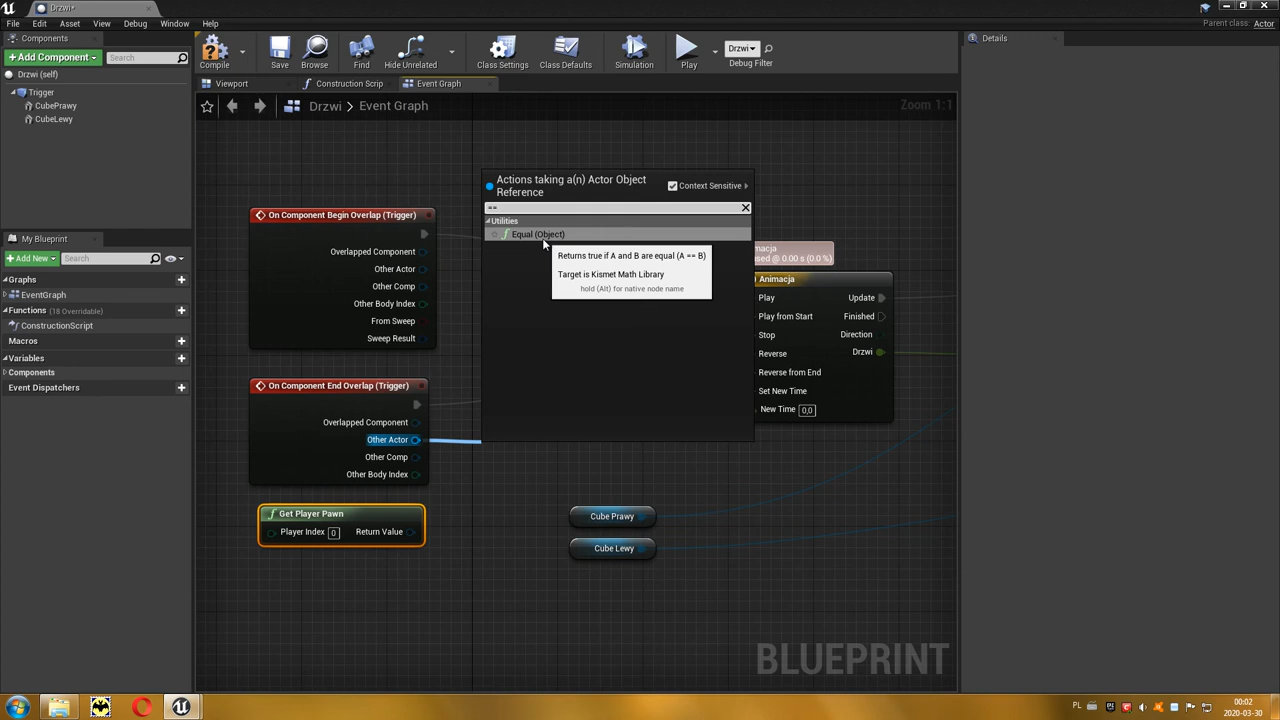 Drzwi*
File Edit Asset View Debug Window Help
Parent class: Actor
Components
+Add Component
Search
Drzwi (self)
Trigger
CubePrawy
CubeLewy
Compile
Save
Browse
Find
Hide Unrelated
Class Settings
Class Defaults
Simulation
Play
Drzwi
Debug Filter
Details
Viewport
Construction Scrip
Event Graph
Drzwi > Event Graph
Zoom 1:1
My Blueprint
+Add New
Search
Graphs
EventGraph
Functions (18 Overridable)
ConstructionScript
Macros
Variables
Components
Event Dispatchers
On Component Begin Overlap (Trigger)
Overlapped Component
Other Actor
Other Comp
Other Body Index
From Sweep
Sweep Result
On Component End Overlap (Trigger)
Overlapped Component
Other Actor
Other Comp
Other Body Index
Get Player Pawn
Player Index 0 Return Value
Actions taking a(n) Actor Object
Reference
Context Sensitive
==
Utilities
Equal (Object)
Returns true if A and B are equal (A == B)
Target is Kismet Math Library
hold (Alt) for native node name
@ 0.00 s (0.0 %)
Animacja
Play Update
Play from Start Finished
Stop Direction
Reverse Drzwi
Reverse from End
Set New Time
New Time 0,0
Cube Prawy
Cube Lewy
BLUEPRINT
PL
00:02
2020-03-30